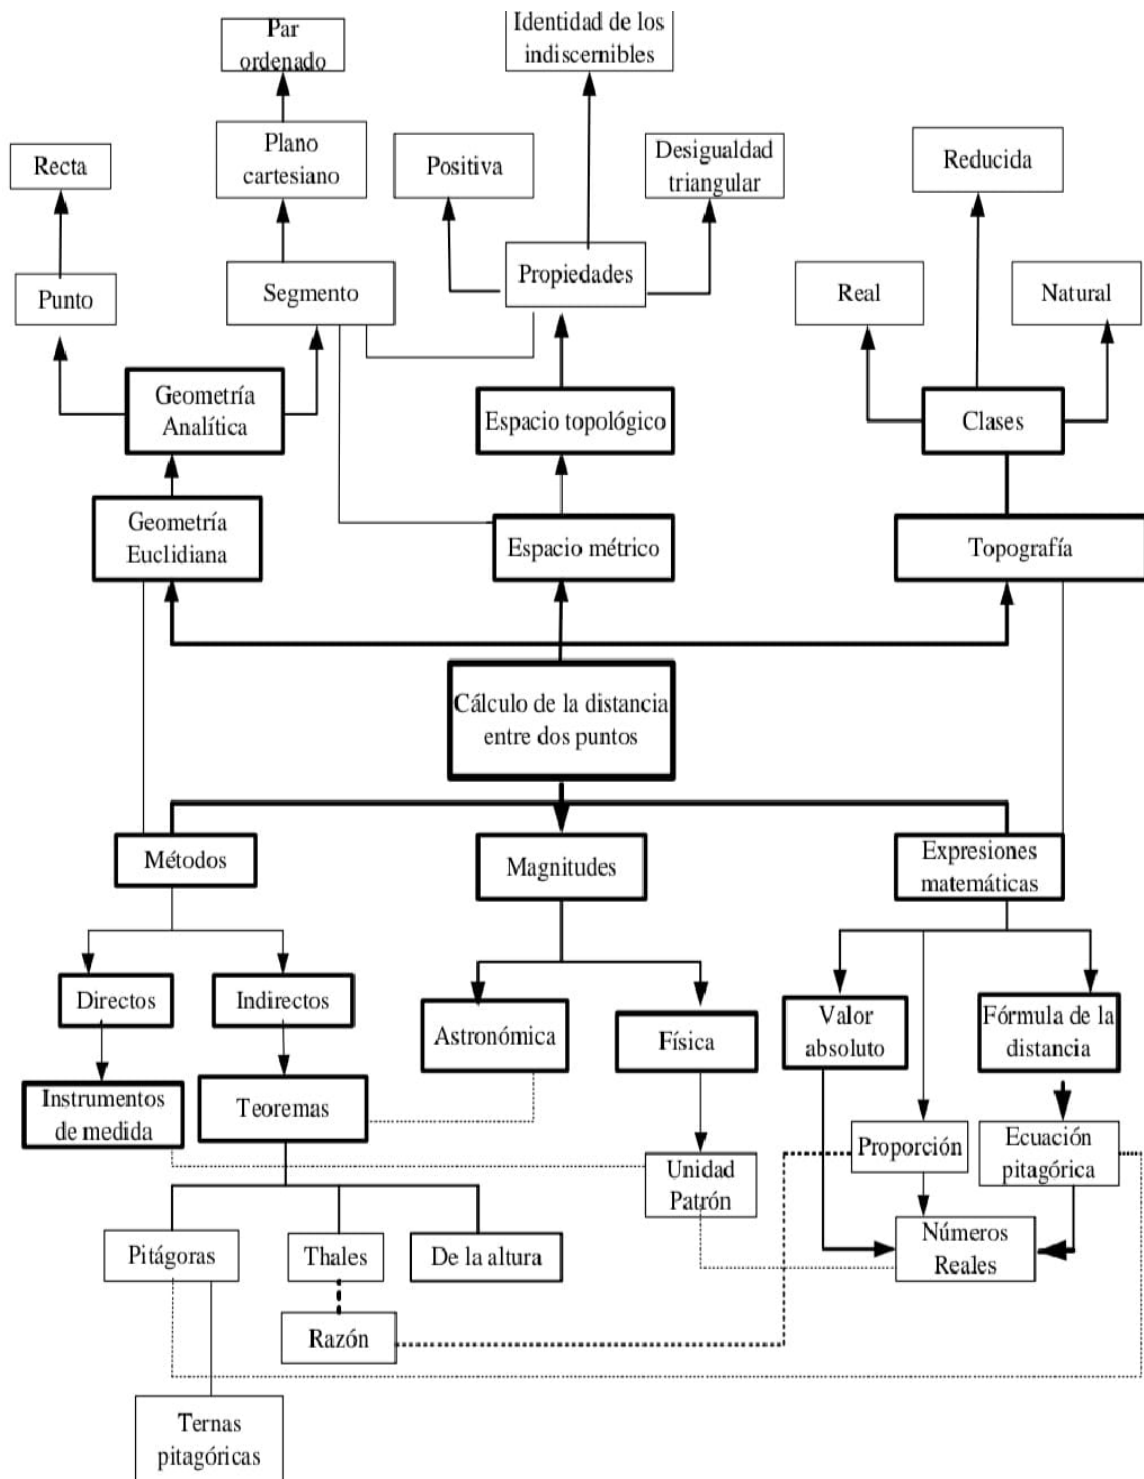 Par
ordenado
Identidad de los
indiscernibles
Recta
Plano
cartesiano
Positiva
Desigualdad
triangular
Reducida
Punto
Segmento
Propiedades
Real
Natural
Geometría
Analítica
Espacio topológico
Clases
Geometría
Euclidiana
Espacio métrico
Topografía
Cálculo de la distancia
entre dos puntos
Métodos
Magnitudes
Expresiones
matemáticas
Directos
Indirectos
Astronómica
Física
Valor
absoluto
Fórmula de la
distancia
Instrumentos
de medida
Teoremas
Unidad
Patrón
Proporción
Ecuación
pitagórica
Pitágoras
Thales
De la altura
Números
Reales
Razón
Ternas
pitagóricas